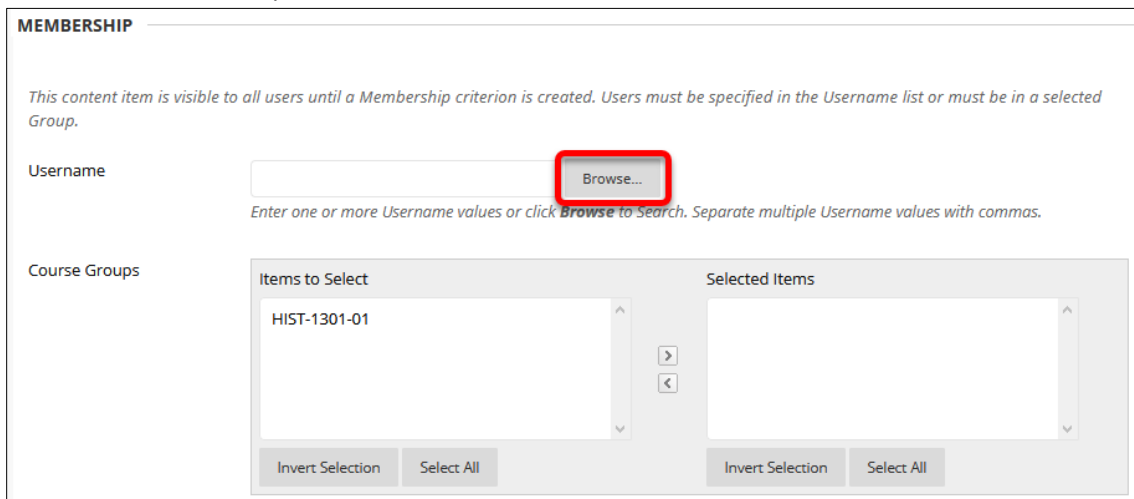 MEMBERSHIP
This content item is visible to all users until a Membership criterion is created. Users must be specified in the Username list or must be in a selected
Group.
Username
Browse...
Enter one or more Username values or click Browse to Search. Separate multiple Username values with commas.
Course Groups
Items to Select
Selected Items
HIST-1301-01
Invert Selection
Select All
Invert Selection
Select All